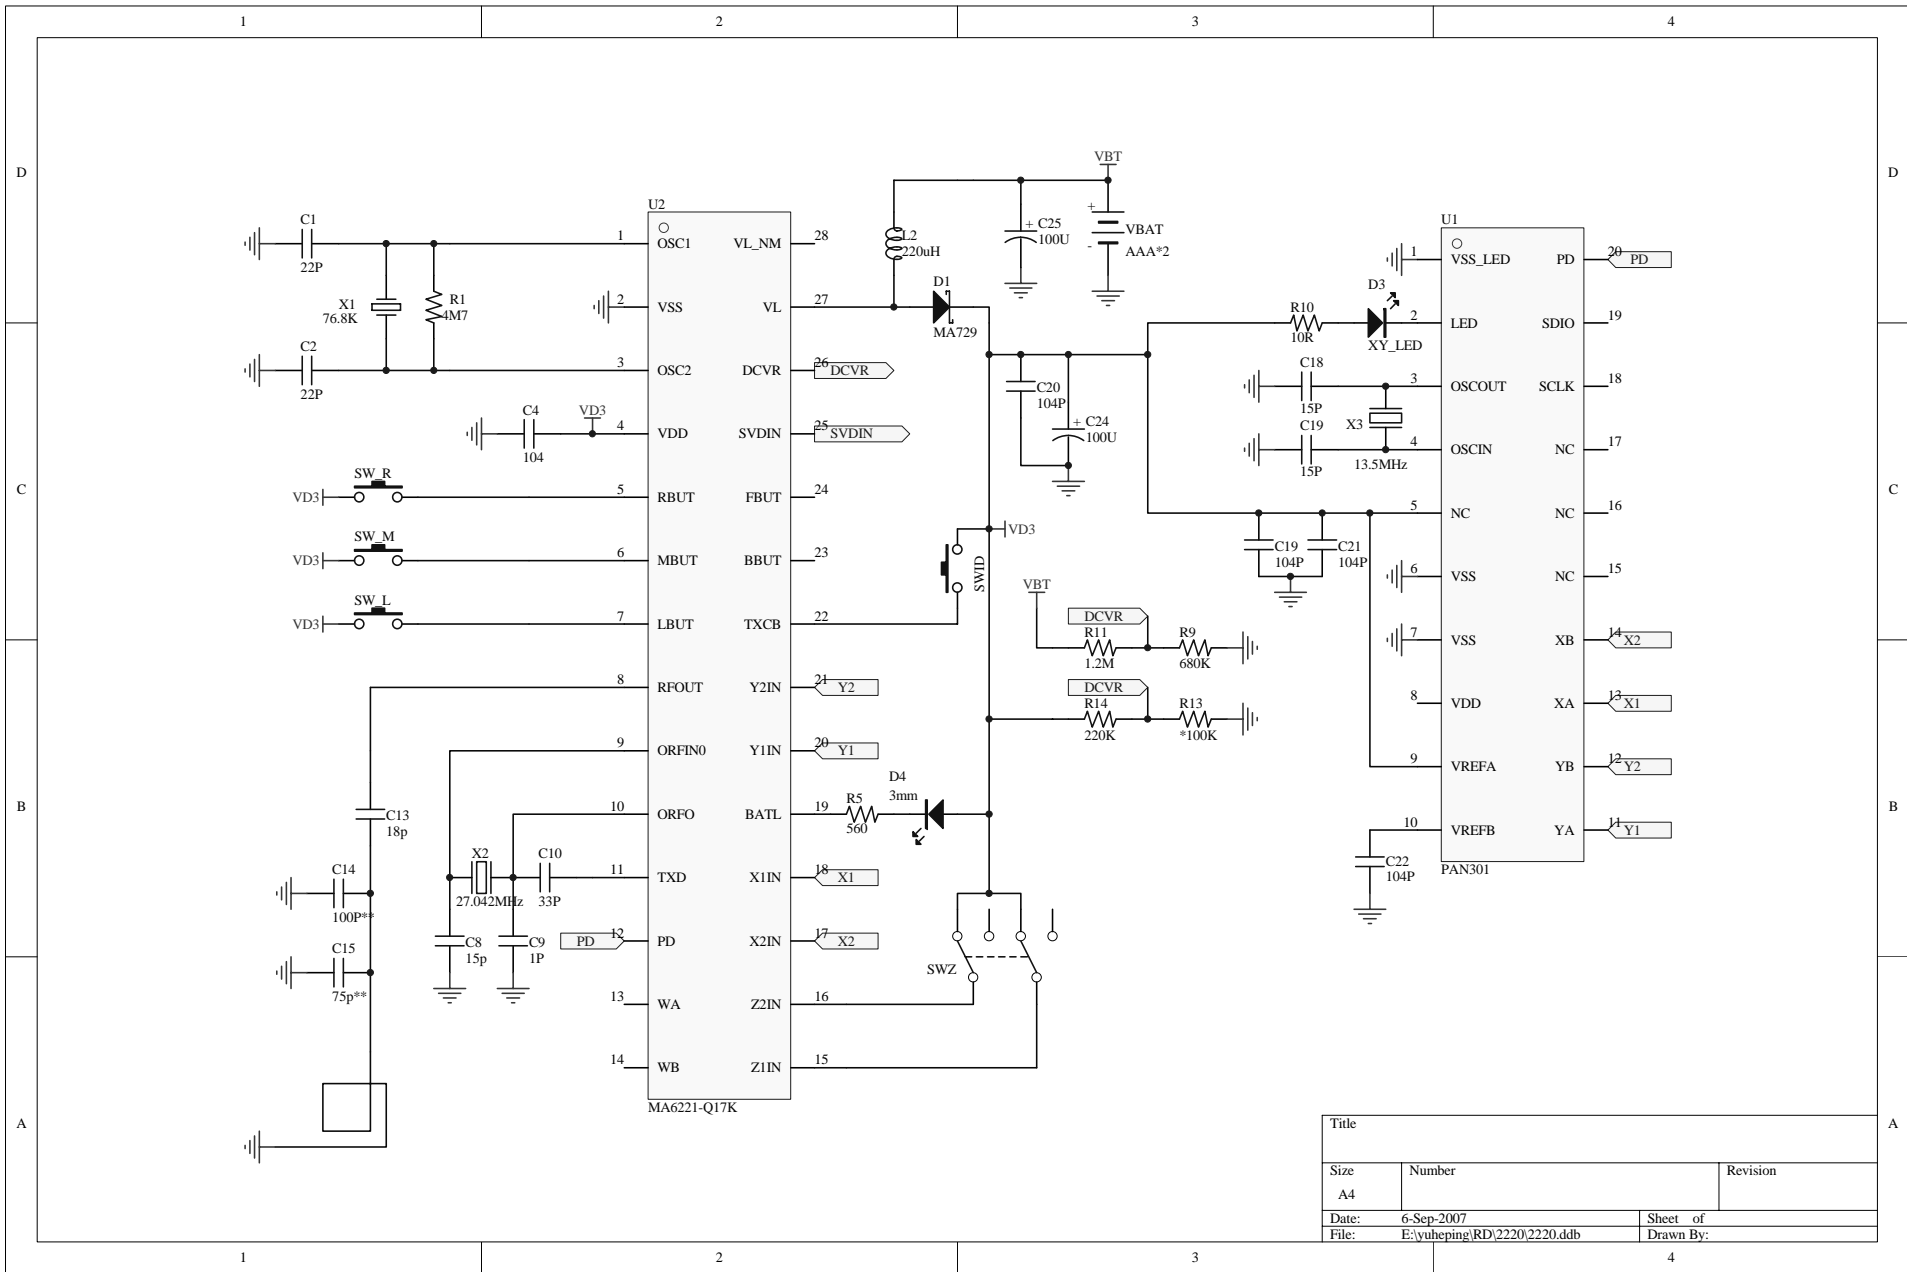 1
2
3
4
D
D
C
C
B
B
A
A
1
2
3
4
C1
22P
X1
76.8K
R1
4M7
C2
22P
C4
104
VD3
SW_R
VD3
SW_M
VD3
SW_L
VD3
C13
18p
C14
100P**
C15
75p**
X2
27.042MHz
C10
33P
C8
15p
C9
1P
PD
U2
1 OSC1
2 VSS
3 OSC2
4 VDD
5 RBUT
6 MBUT
7 LBUT
8 RFOUT
9 ORFIN0
10 ORFO
11 TXD
12 PD
13 WA
14 WB
VL_NM 28
VL 27
DCVR 26
SVDIN 25
FBUT 24
BBUT 23
TXCB 22
Y2IN 21
Y1IN 20
BATL 19
X1IN 18
X2IN 17
Z2IN 16
Z1IN 15
MA6221-Q17K
DCVR
SVDIN
Y2
Y1
X1
X2
L2
220uH
D1
MA729
+ C25
100U
VBT
+
-
VBAT
AAA*2
C20
104P
+ C24
100U
VD3
SWID
VBT
DCVR
R11
1.2M
R9
680K
DCVR
R14
220K
R13
*100K
D4
3mm
R5
560
SWZ
R10
10R
D3
XY_LED
C18
15P
C19
15P
X3
13.5MHz
C19
104P
C21
104P
C22
104P
U1
1 VSS_LED
2 LED
3 OSCOUT
4 OSCIN
5 NC
6 VSS
7 VSS
8 VDD
9 VREFA
10 VREFB
PD 20
SDIO 19
SCLK 18
NC 17
NC 16
NC 15
XB 14
XA 13
YB 12
YA 11
PAN301
PD
X2
X1
Y2
Y1
Title
Size
A4
Number
Revision
Date: 6-Sep-2007
Sheet of
File: E:\yuheping\RD\2220\2220.ddb
Drawn By: